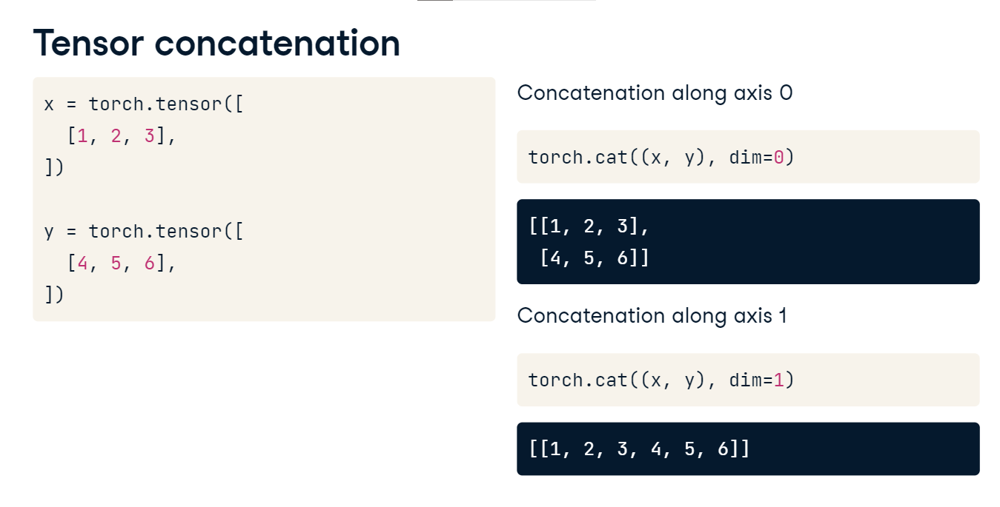 Tensor concatenation
x = torch.tensor([
  [1, 2, 3],
])
y = torch.tensor([
  [4, 5, 6],
])
Concatenation along axis 0
torch.cat((x, y), dim=0)
[[1, 2, 3],
 [4, 5, 6]]
Concatenation along axis 1
torch.cat((x, y), dim=1)
[[1, 2, 3, 4, 5, 6]]